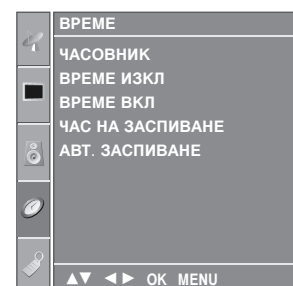 ВРЕМЕ
ЧАСОВНИК
ВРЕМЕ ИЗКЛ
ВРЕМЕ ВКЛ
ЧАС НА ЗАСПИВАНЕ
АВТ. ЗАСПИВАНЕ
▲▼ ◄► OK MENU